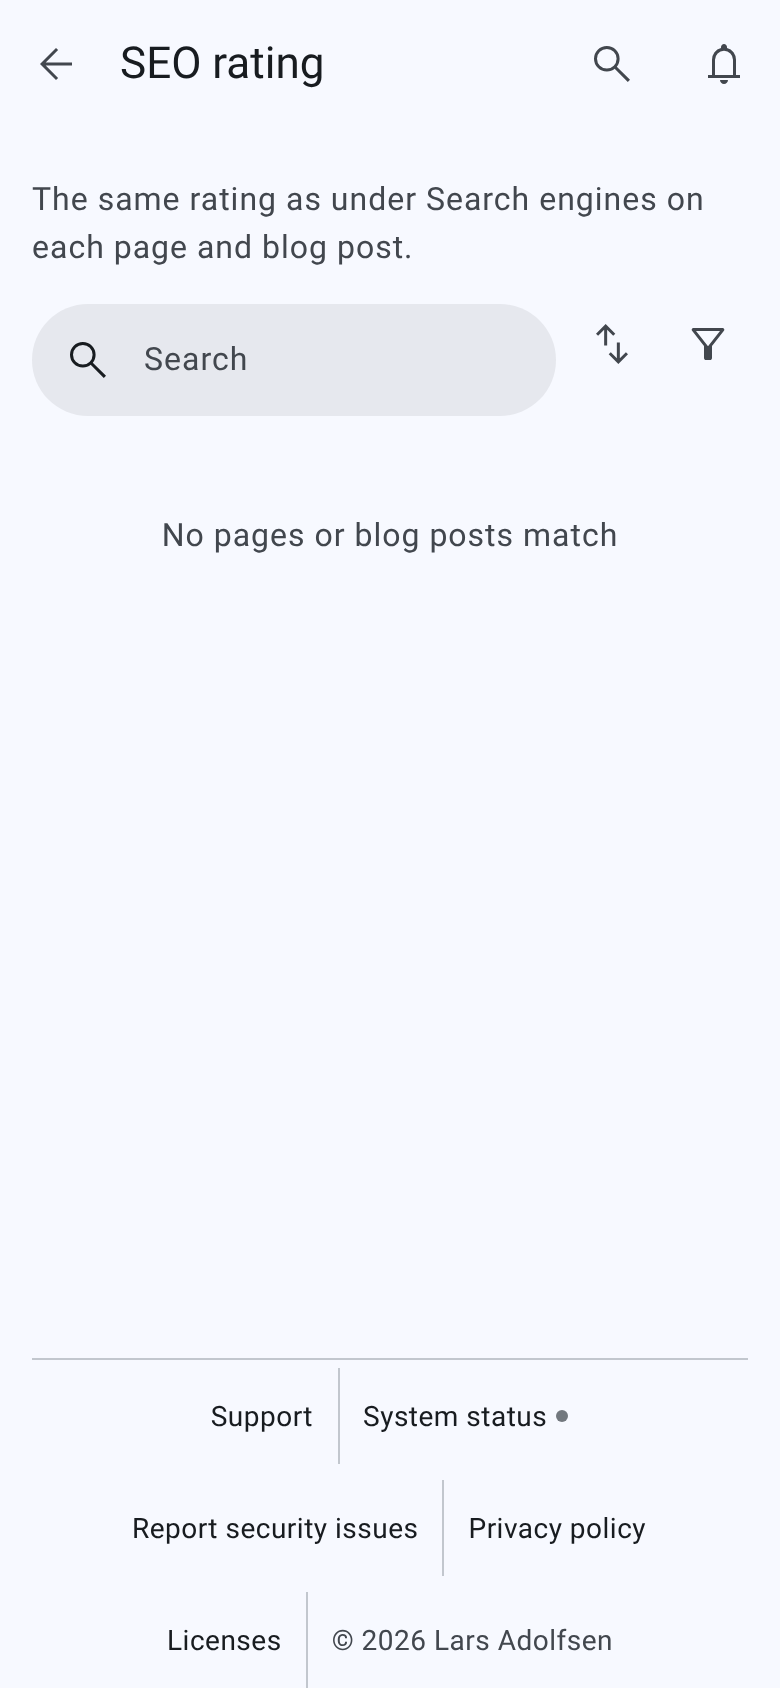 SEO rating
The same rating as under Search engines on
each page and blog post.
Search
No pages or blog posts match
Support
System status
Report security issues
Privacy policy
Licenses
© 2026 Lars Adolfsen